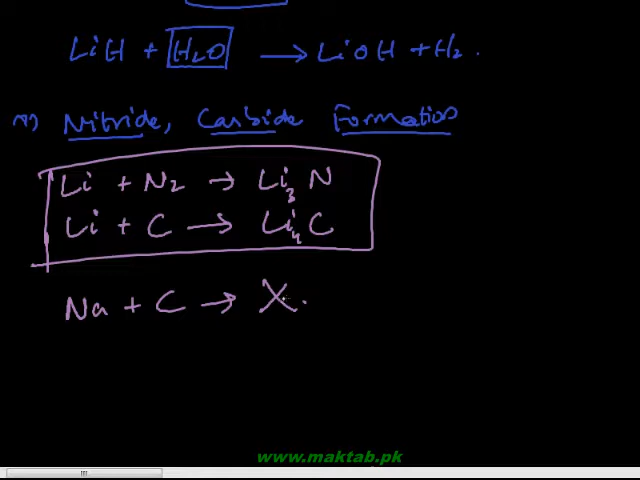 LiH + H2O → LiOH + H2.
⇒ Nitride, Carbide Formation
Li + N2 → Li3N
Li + C → Li4C
Na + C → X.
www.maktab.pk